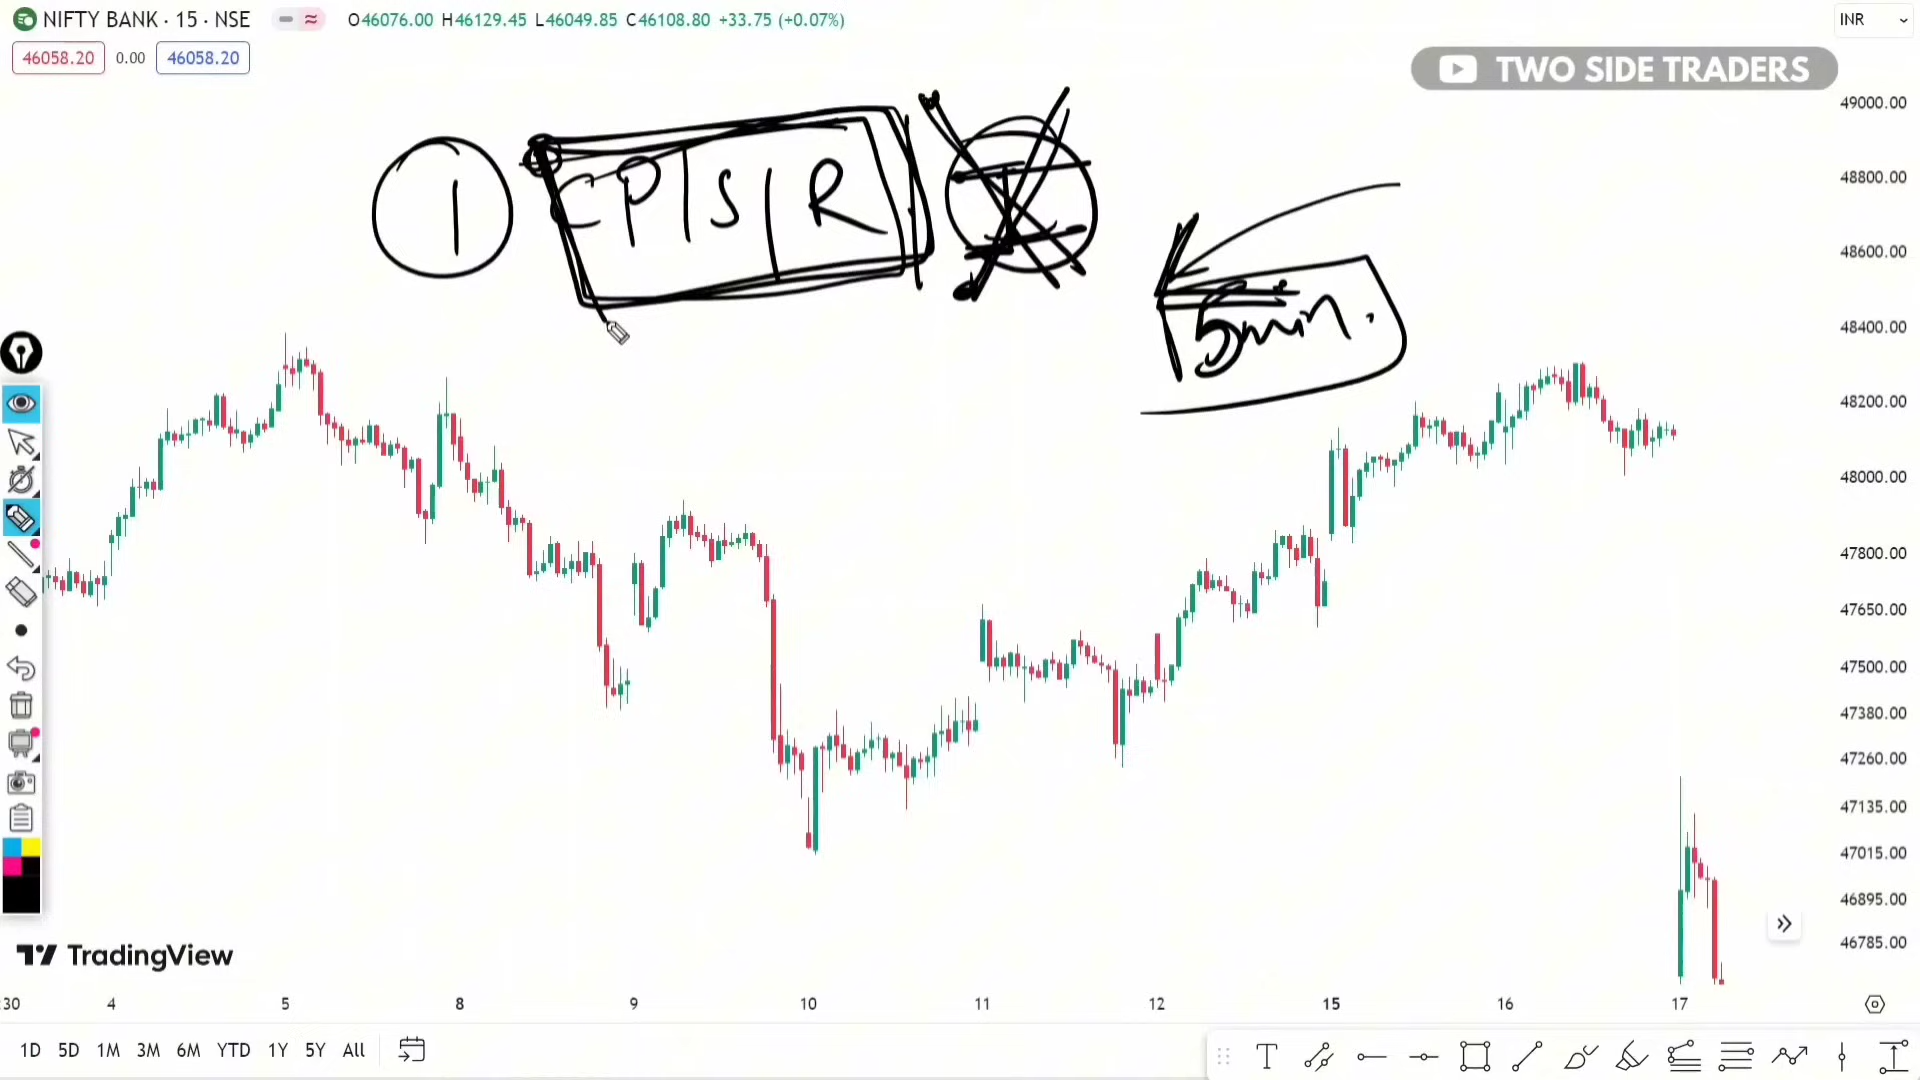 NIFTY BANK · 15 · NSE O46076.00 H46129.45 L46049.85 C46108.80 +33.75 (+0.07%) INR
46058.20 0.00 46058.20
TWO SIDE TRADERS
49000.00
1 CP|S|R I
48800.00
48600.00
5min.
48400.00
48200.00
48000.00
47800.00
47650.00
47500.00
47380.00
47260.00
47135.00
47015.00
46895.00
46785.00
TradingView
:30 4 5 8 9 10 11 12 15 16 17
1D 5D 1M 3M 6M YTD 1Y 5Y All